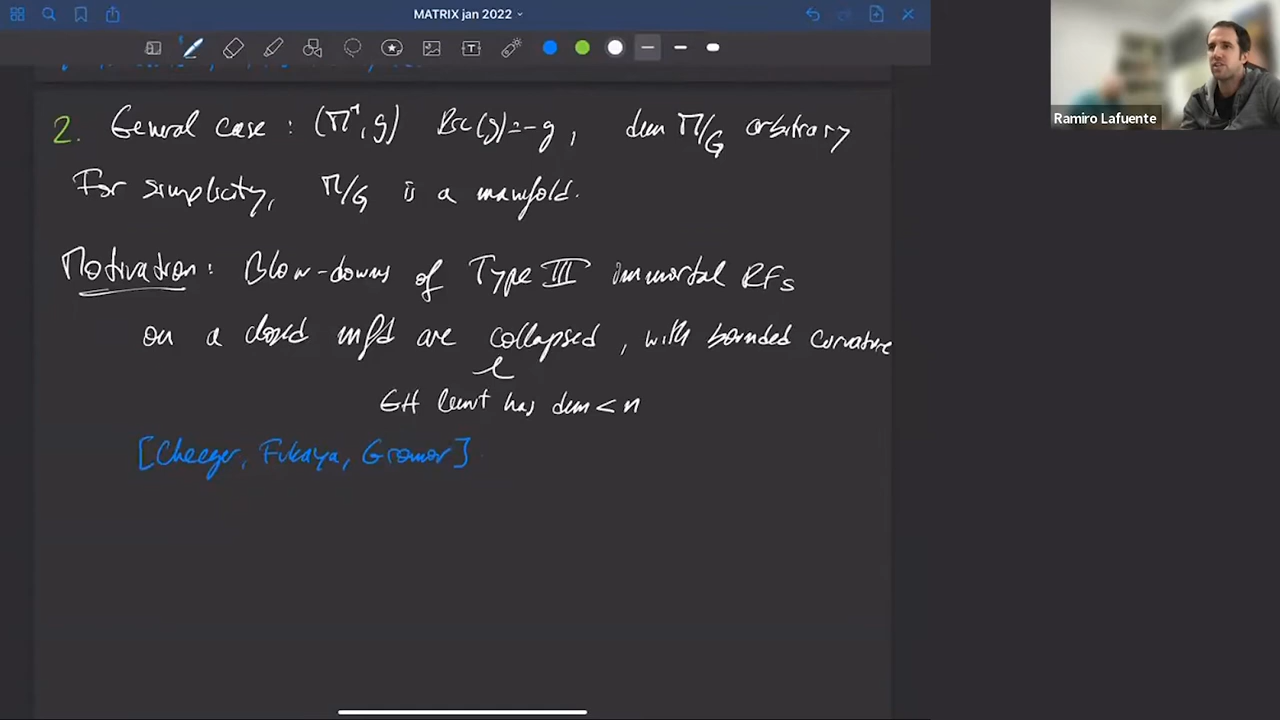 MATRIX jan 2022
2. General case : (M^n, g) Ric(g)=-g, dim M/G arbitrary
For simplicity, M/G is a manifold.
Motivation: Blow-downs of Type III immortal RFs
on a closed mfd are collapsed, with bounded curvature
GH limit has dim < n
[Cheeger, Fukaya, Gromov]
Ramiro Lafuente